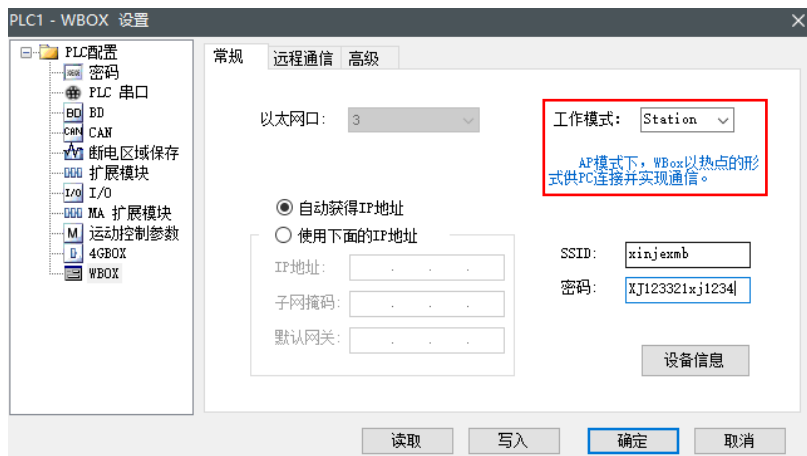 PLC1 - WBOX 设置
PLC配置
密码
PLC 串口
BD BD
CAN CAN
断电区域保存
扩展模块
I/O I/O
MA 扩展模块
M 运动控制参数
4GBOX
WBOX
常规 远程通信 高级
以太网口: 3
工作模式: Station
AP模式下，WBox以热点的形
式供PC连接并实现通信。
自动获得IP地址
使用下面的IP地址
IP地址:
子网掩码:
默认网关:
SSID: xinjexmb
密码: XJ123321xj1234
设备信息
读取 写入 确定 取消